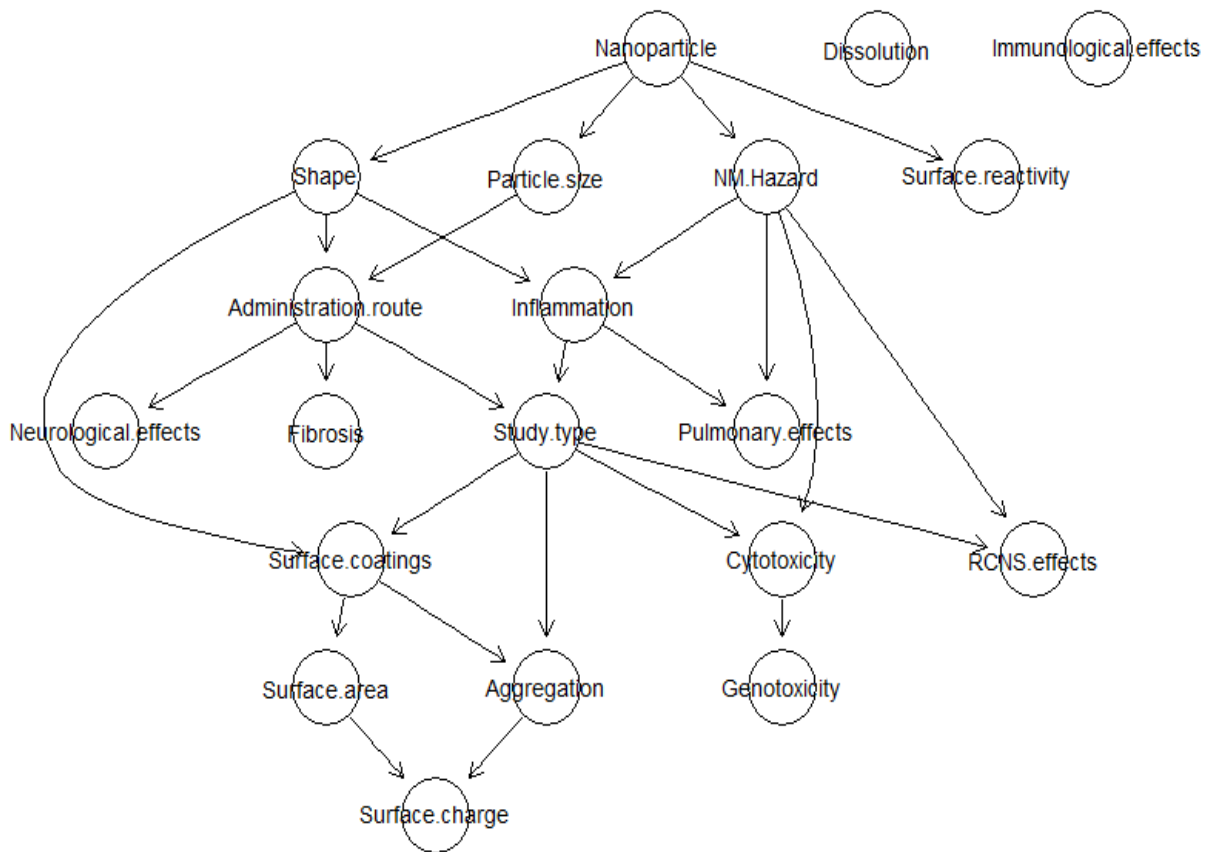 Nanoparticle
Dissolution
Immunological.effects
Shape
Particle.size
NM.Hazard
Surface.reactivity
Administration.route
Inflammation
Neurological.effects
Fibrosis
Study.type
Pulmonary.effects
Surface.coatings
Cytotoxicity
RCNS.effects
Surface.area
Aggregation
Genotoxicity
Surface.charge